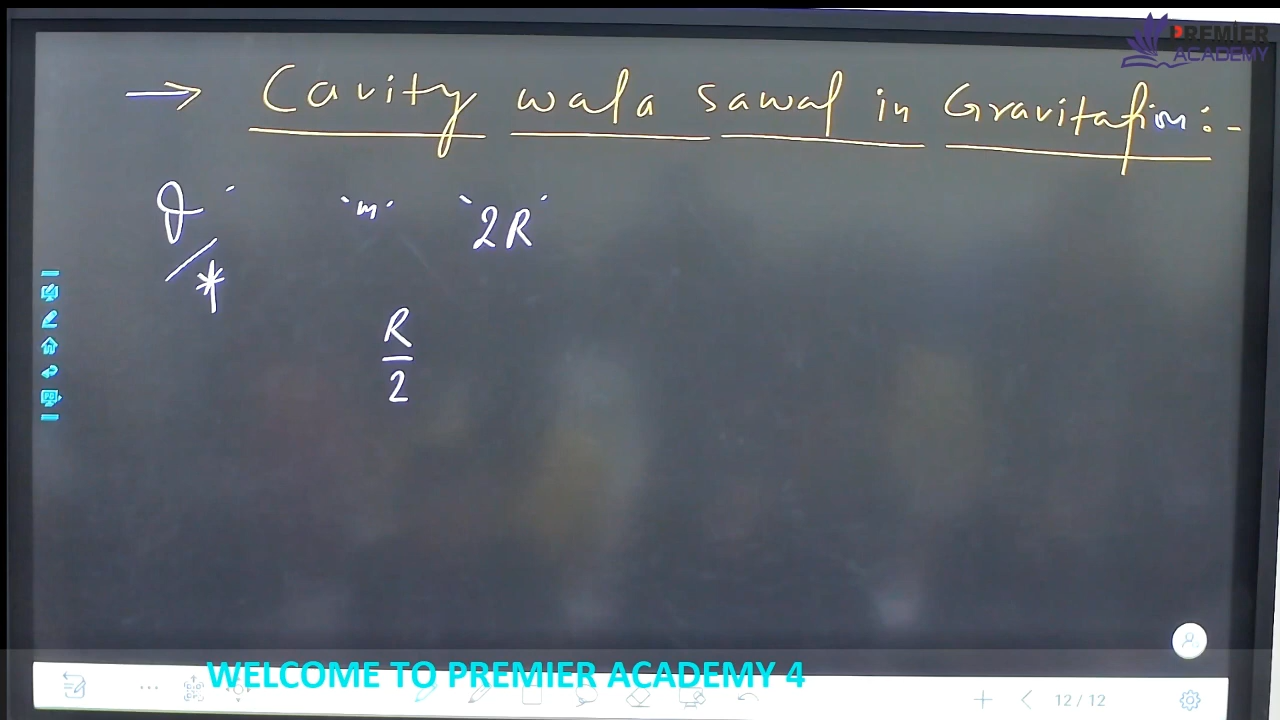 PREMIER
ACADEMY
→ Cavity wala sawal in Gravitation:-
Q 'm' '2R'
*
R
2
WELCOME TO PREMIER ACADEMY 4
12/12